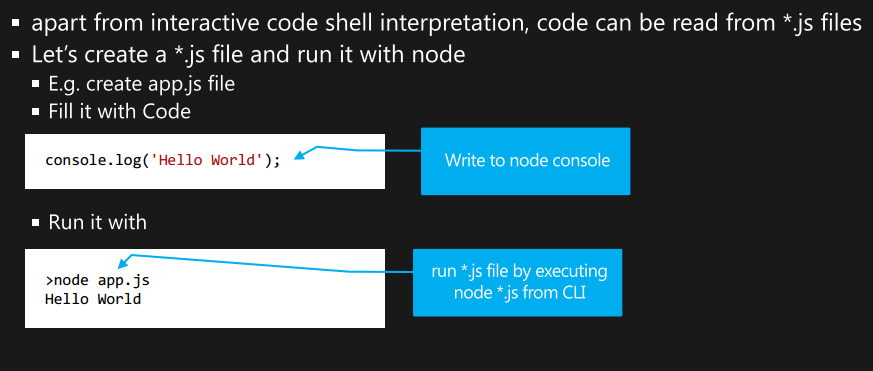 apart from interactive code shell interpretation, code can be read from *.js files
Let's create a *.js file and run it with node
E.g. create app.js file
Fill it with Code
console.log('Hello World');
Write to node console
Run it with
>node app.js
Hello World
run *.js file by executing
node *.js from CLI